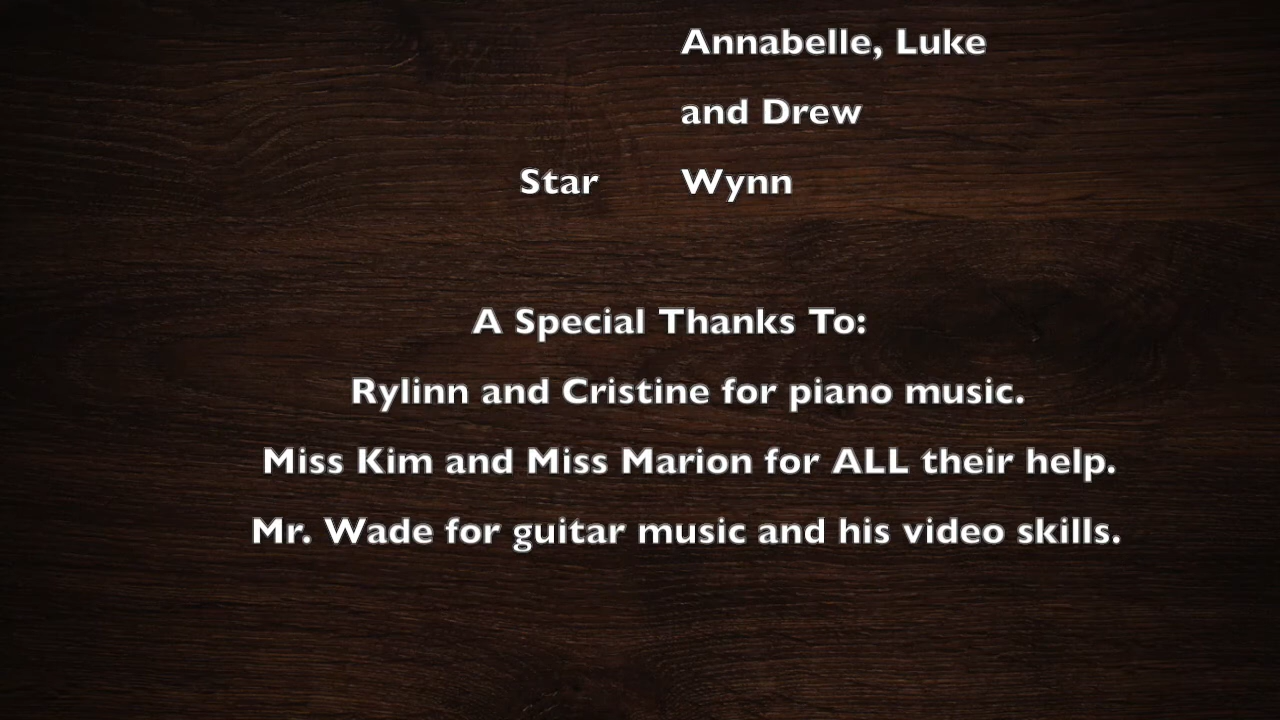 Annabelle, Luke
and Drew
Star Wynn
A Special Thanks To:
Rylinn and Cristine for piano music.
Miss Kim and Miss Marion for ALL their help.
Mr. Wade for guitar music and his video skills.